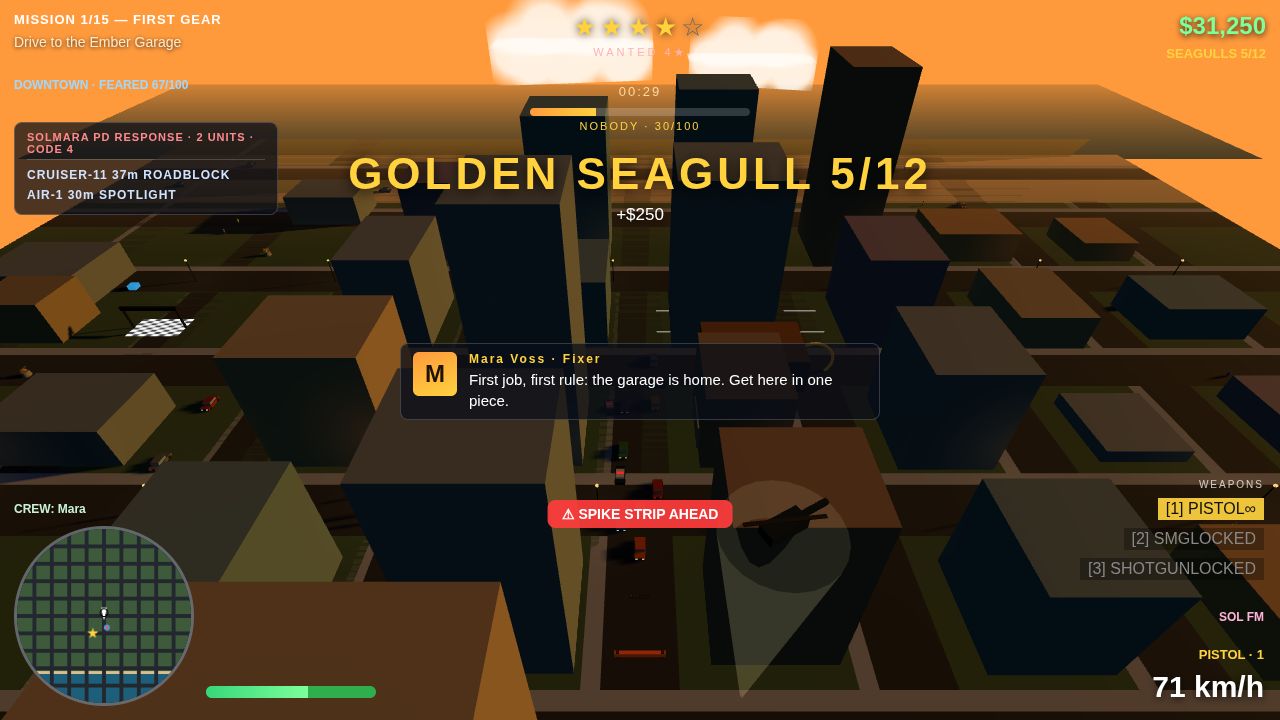 MISSION 1/15 — FIRST GEAR
Drive to the Ember Garage
DOWNTOWN · FEARED 67/100
SOLMARA PD RESPONSE · 2 UNITS ·
CODE 4
CRUISER-11 37m ROADBLOCK
AIR-1 30m SPOTLIGHT
★★★★☆
WANTED 4★
00:29
NOBODY · 30/100
GOLDEN SEAGULL 5/12
+$250
$31,250
SEAGULLS 5/12
M
Mara Voss · Fixer
First job, first rule: the garage is home. Get here in one
piece.
⚠ SPIKE STRIP AHEAD
CREW: Mara
WEAPONS
[1] PISTOL∞
[2] SMGLOCKED
[3] SHOTGUNLOCKED
SOL FM
PISTOL · 1
71 km/h